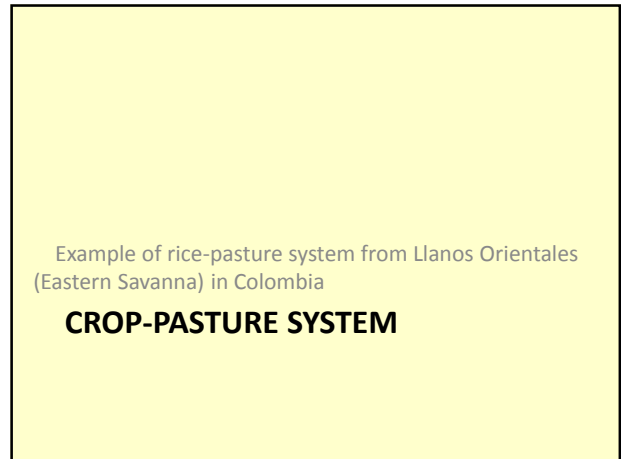 Example of rice-pasture system from Llanos Orientales
(Eastern Savanna) in Colombia
CROP-PASTURE SYSTEM